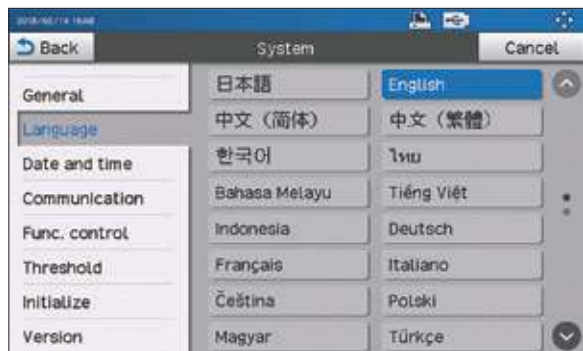 Back System Cancel
General
Language
Date and time
Communication
Func. control
Threshold
Initialize
Version
日本語 English
中文（简体） 中文（繁體）
한국어 ไทย
Bahasa Melayu Tiếng Việt
Indonesia Deutsch
Français Italiano
Čeština Polski
Magyar Türkçe